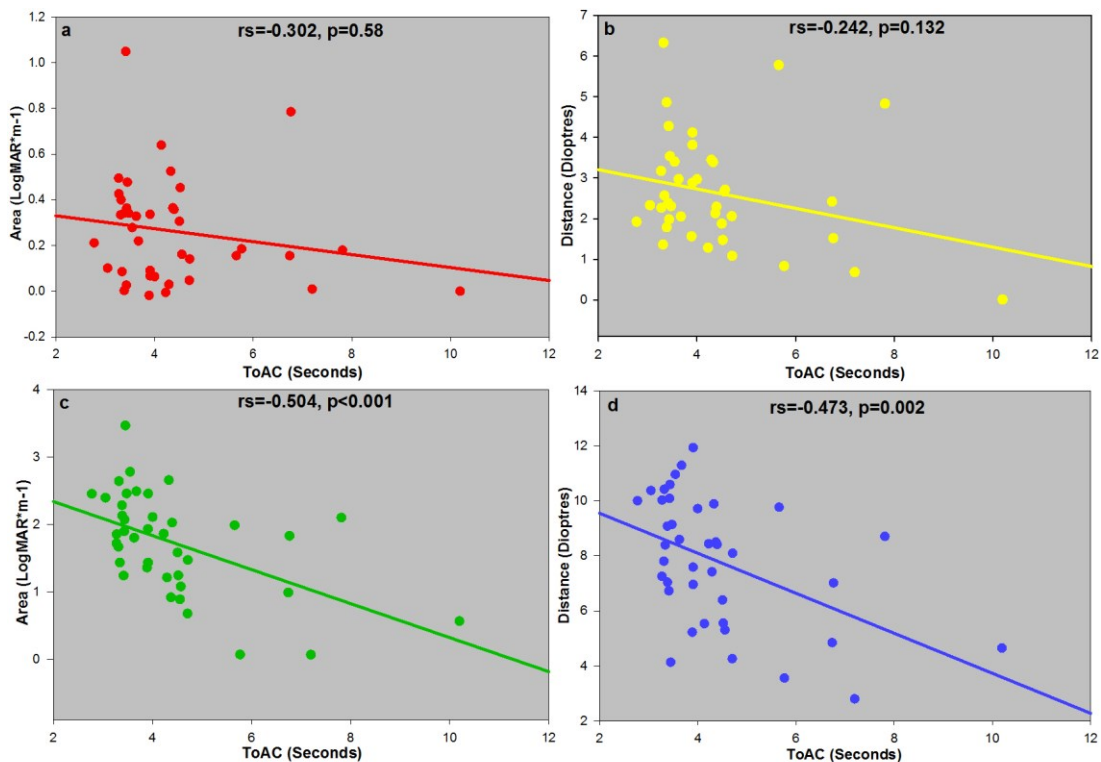 a
rs=-0.302, p=0.58
Area (LogMAR*m-1)
1.2
1.0
0.8
0.6
0.4
0.2
0.0
-0.2
2 4 6 8 10 12
ToAC (Seconds)
b
rs=-0.242, p=0.132
Distance (Dioptres)
7
6
5
4
3
2
1
0
2 4 6 8 10 12
ToAC (Seconds)
c
rs=-0.504, p<0.001
Area (LogMAR*m-1)
4
3
2
1
0
2 4 6 8 10 12
ToAC (Seconds)
d
rs=-0.473, p=0.002
Distance (Dioptres)
14
12
10
8
6
4
2
2 4 6 8 10 12
ToAC (Seconds)